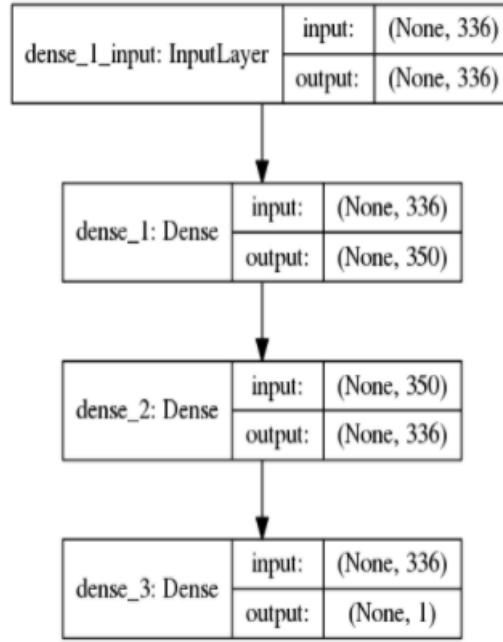 dense_1_input: InputLayer input: (None, 336)
output: (None, 336)
dense_1: Dense input: (None, 336)
output: (None, 350)
dense_2: Dense input: (None, 350)
output: (None, 336)
dense_3: Dense input: (None, 336)
output: (None, 1)